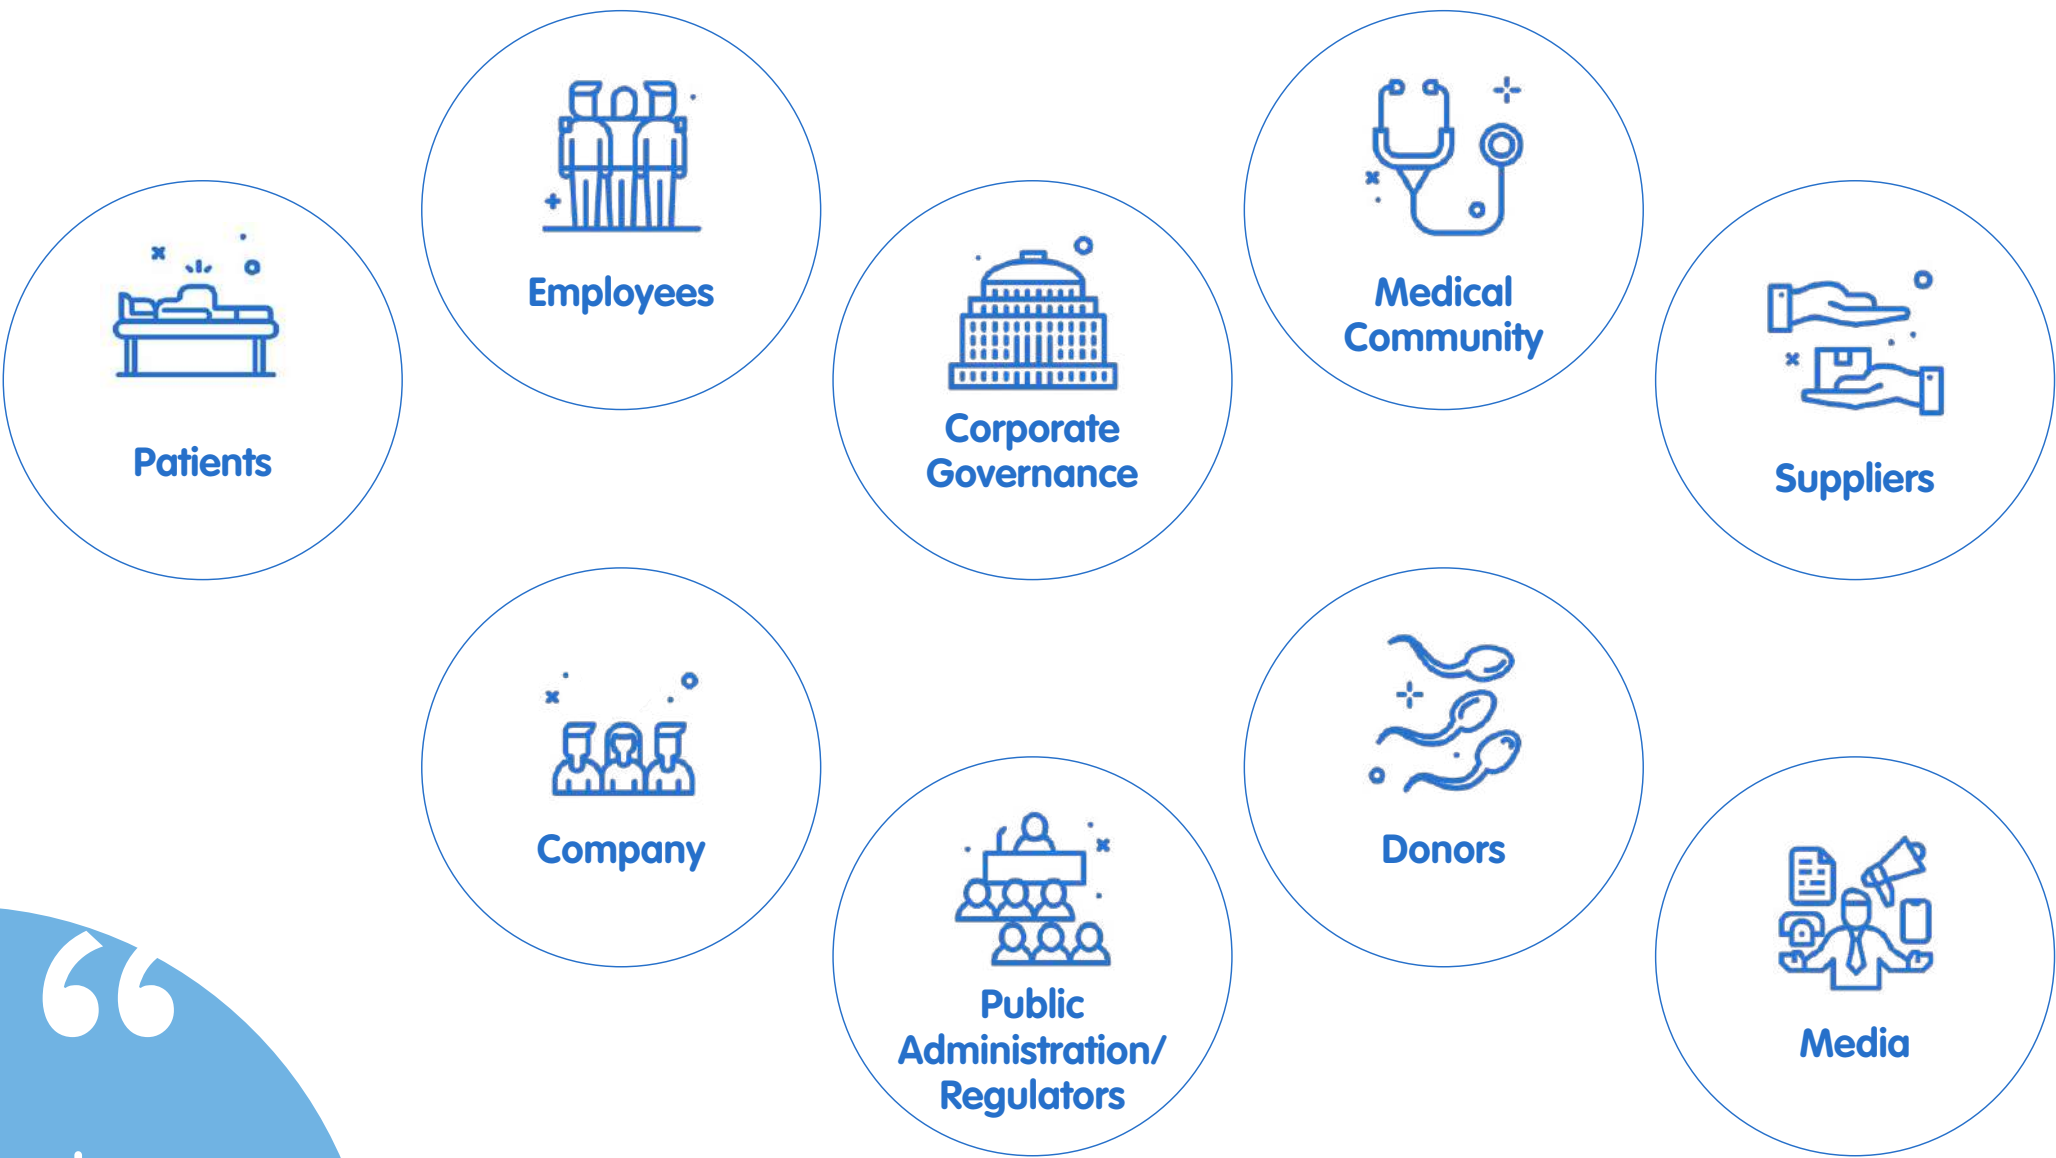 Patients
Employees
Corporate
Governance
Medical
Community
Suppliers
Company
Public
Administration/
Regulators
Donors
Media
“